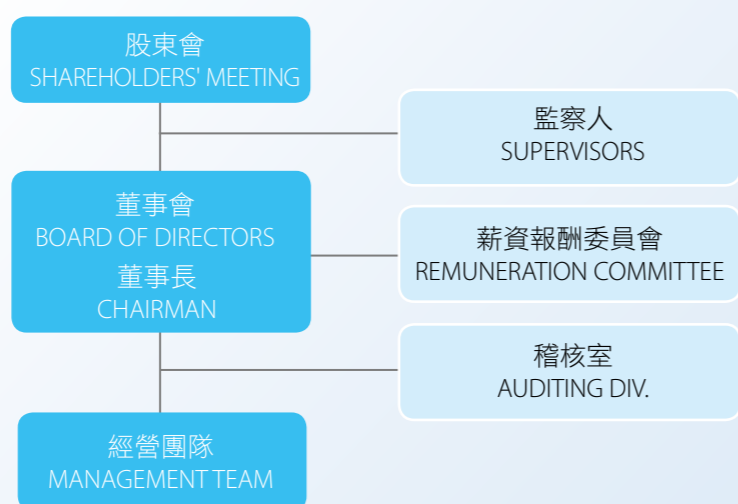 股東會
SHAREHOLDERS' MEETING
監察人
SUPERVISORS
董事會
BOARD OF DIRECTORS
董事長
CHAIRMAN
薪資報酬委員會
REMUNERATION COMMITTEE
稽核室
AUDITING DIV.
經營團隊
MANAGEMENT TEAM